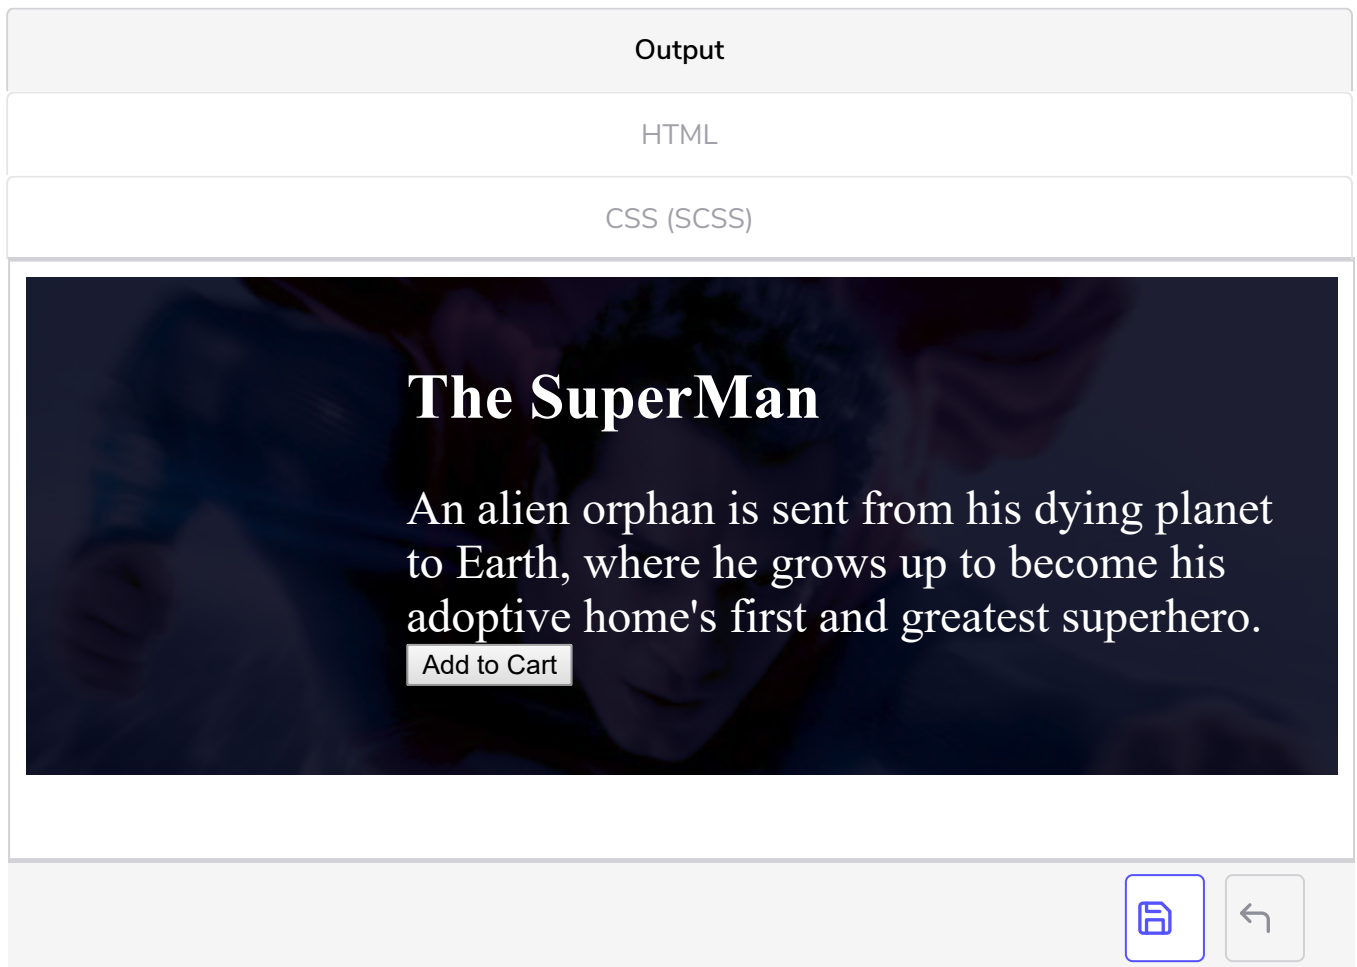 Output
HTML
CSS (SCSS)
The SuperMan
An alien orphan is sent from his dying planet
to Earth, where he grows up to become his
adoptive home's first and greatest superhero.
Add to Cart